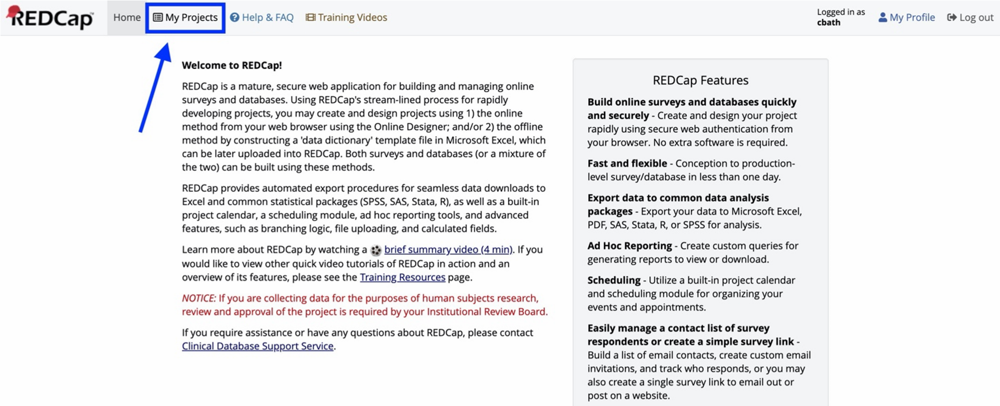 REDCap
Home
My Projects
Help & FAQ
Training Videos
Logged in as
cbath
My Profile
Log out
Welcome to REDCap!
REDCap is a mature, secure web application for building and managing online
surveys and databases. Using REDCap's stream-lined process for rapidly
developing projects, you may create and design projects using 1) the online
method from your web browser using the Online Designer; and/or 2) the offline
method by constructing a 'data dictionary' template file in Microsoft Excel, which
can be later uploaded into REDCap. Both surveys and databases (or a mixture of
the two) can be built using these methods.
REDCap provides automated export procedures for seamless data downloads to
Excel and common statistical packages (SPSS, SAS, Stata, R), as well as a built-in
project calendar, a scheduling module, ad hoc reporting tools, and advanced
features, such as branching logic, file uploading, and calculated fields.
Learn more about REDCap by watching a brief summary video (4 min). If you
would like to view other quick video tutorials of REDCap in action and an
overview of its features, please see the Training Resources page.
NOTICE: If you are collecting data for the purposes of human subjects research,
review and approval of the project is required by your Institutional Review Board.
If you require assistance or have any questions about REDCap, please contact
Clinical Database Support Service.
REDCap Features
Build online surveys and databases quickly
and securely - Create and design your project
rapidly using secure web authentication from
your browser. No extra software is required.
Fast and flexible - Conception to production-
level survey/database in less than one day.
Export data to common data analysis
packages - Export your data to Microsoft Excel,
PDF, SAS, Stata, R, or SPSS for analysis.
Ad Hoc Reporting - Create custom queries for
generating reports to view or download.
Scheduling - Utilize a built-in project calendar
and scheduling module for organizing your
events and appointments.
Easily manage a contact list of survey
respondents or create a simple survey link -
Build a list of email contacts, create custom email
invitations, and track who responds, or you may
also create a single survey link to email out or
post on a website.